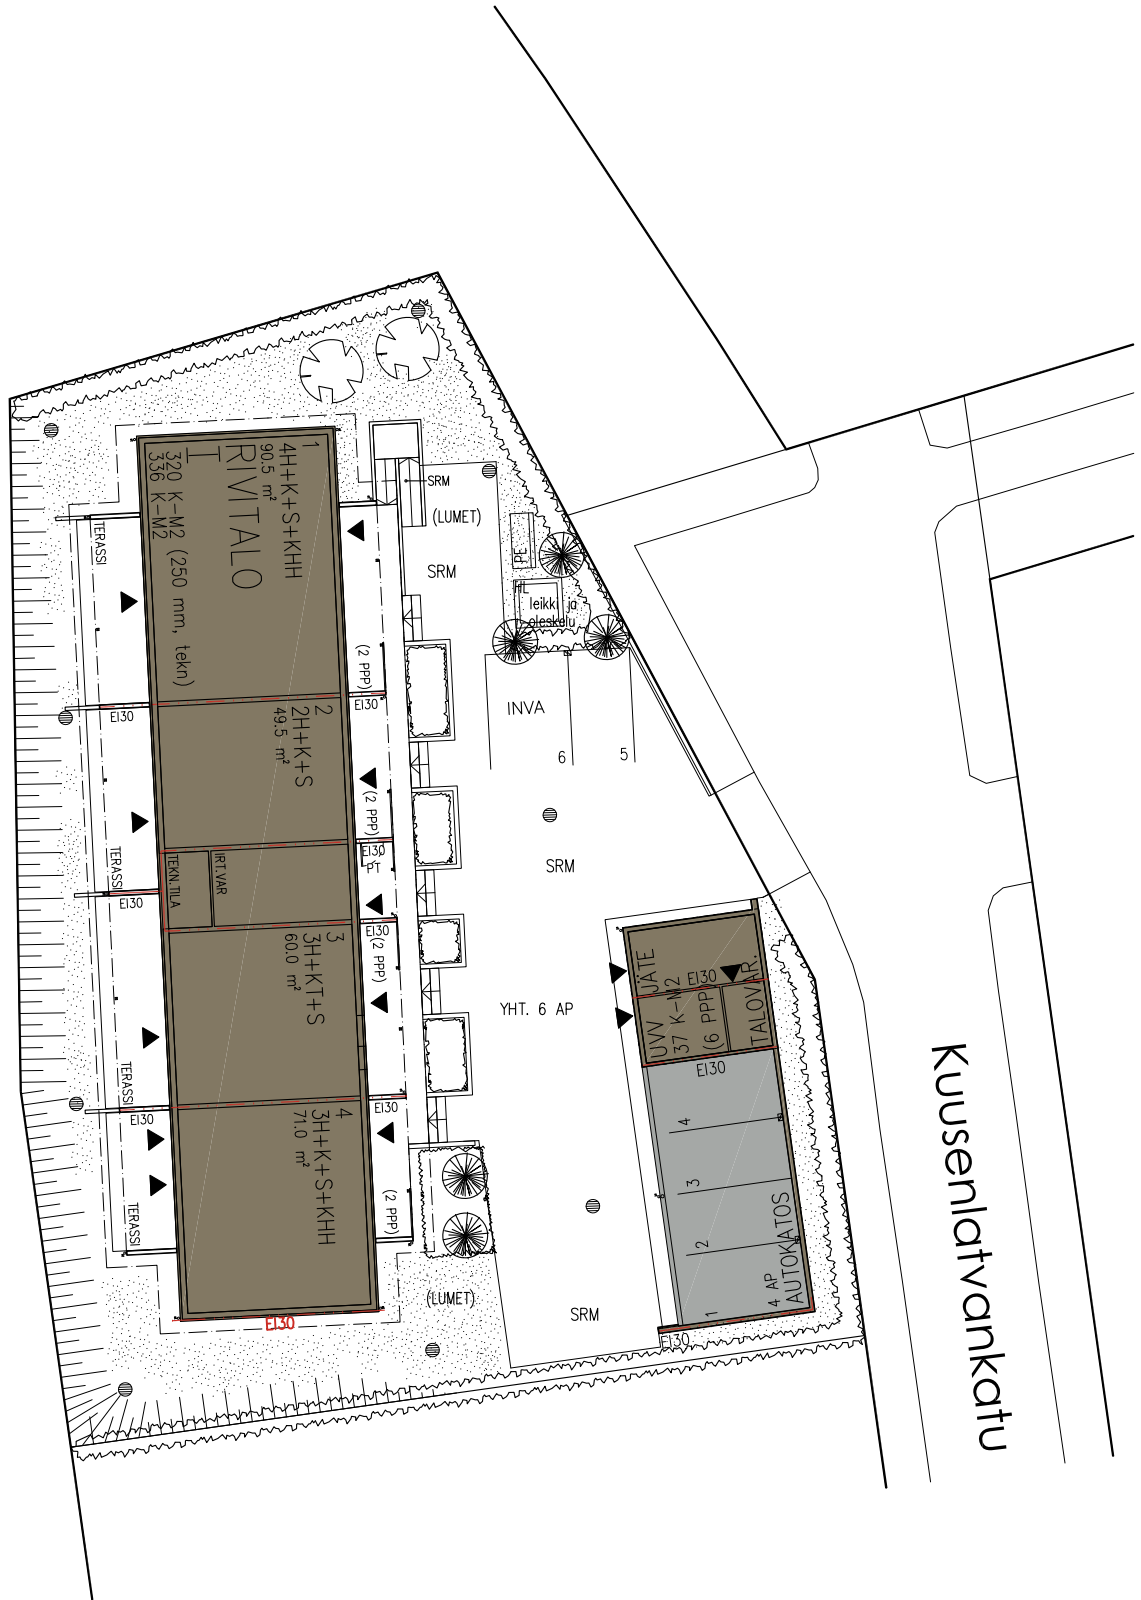 1
4H+K+S+KHH
90.5 m²
RIVITALO
I
320 K-M2 (250 mm, tekn)
336 K-M2
TERASSI
SRM
(LUMET)
SRM
PE
HL
leikki ja
oleskelu
(2 PPP)
EI30
EI30
INVA
6
5
2
2H+K+S
49.5 m²
(2 PPP)
EI30
PT
TERASSI
TEKN.TILA
IRT.VAR
EI30
EI30
SRM
3
3H+KT+S
60.0 m²
(2 PPP)
YHT. 6 AP
JÄTE
UVV
37 K-M2
(6 PPP)
EI30
TALOVAR.
EI30
TERASSI
EI30
EI30
4
3H+K+S+KHH
71.0 m²
(2 PPP)
TERASSI
EI30
(LUMET)
SRM
4
3
2
1
4 AP
AUTOKATOS
EI30
Kuusenlatvankatu